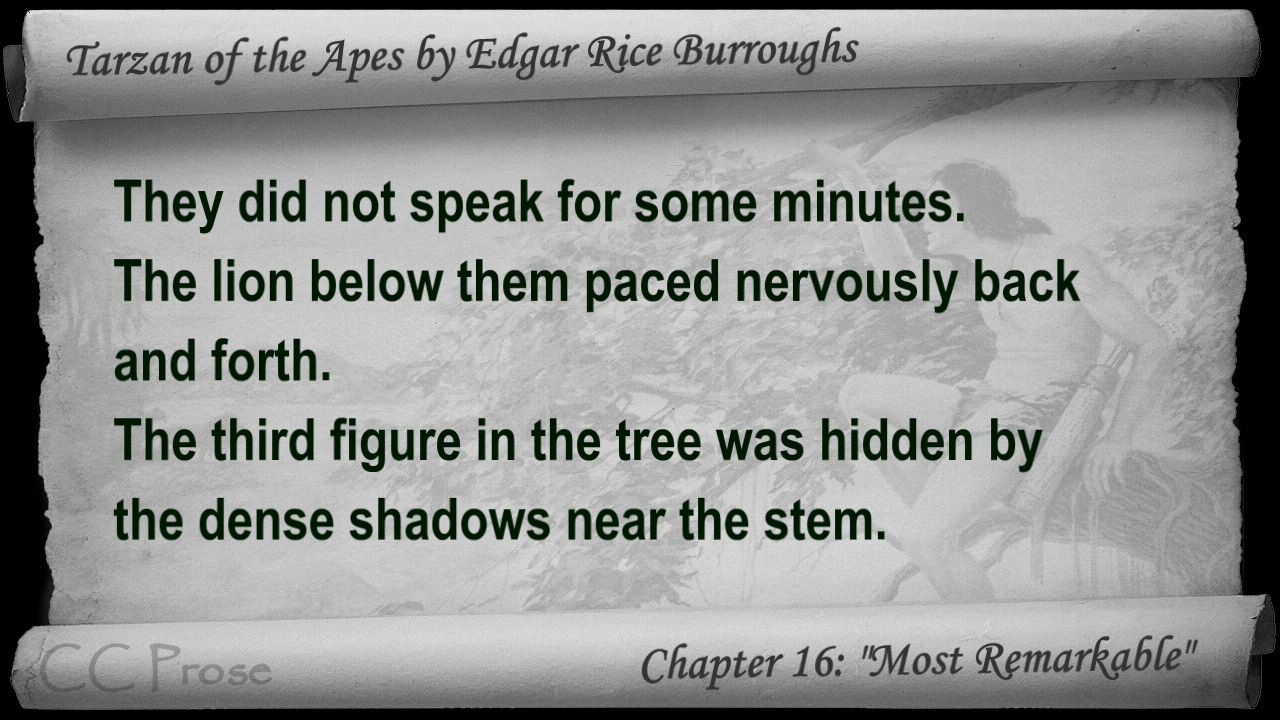 Tarzan of the Apes by Edgar Rice Burroughs
They did not speak for some minutes.
The lion below them paced nervously back
and forth.
The third figure in the tree was hidden by
the dense shadows near the stem.
CC Prose
Chapter 16: "Most Remarkable"